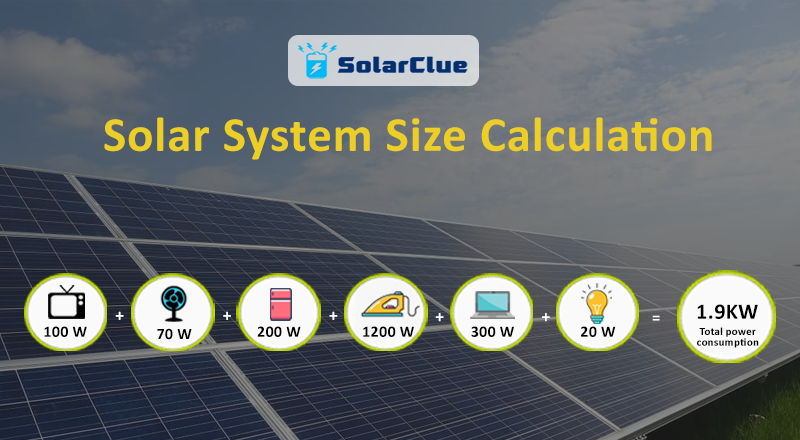 SolarClue
Solar System Size Calculation
100 W + 70 W + 200 W + 1200 W + 300 W + 20 W = 1.9KW
Total power
consumption